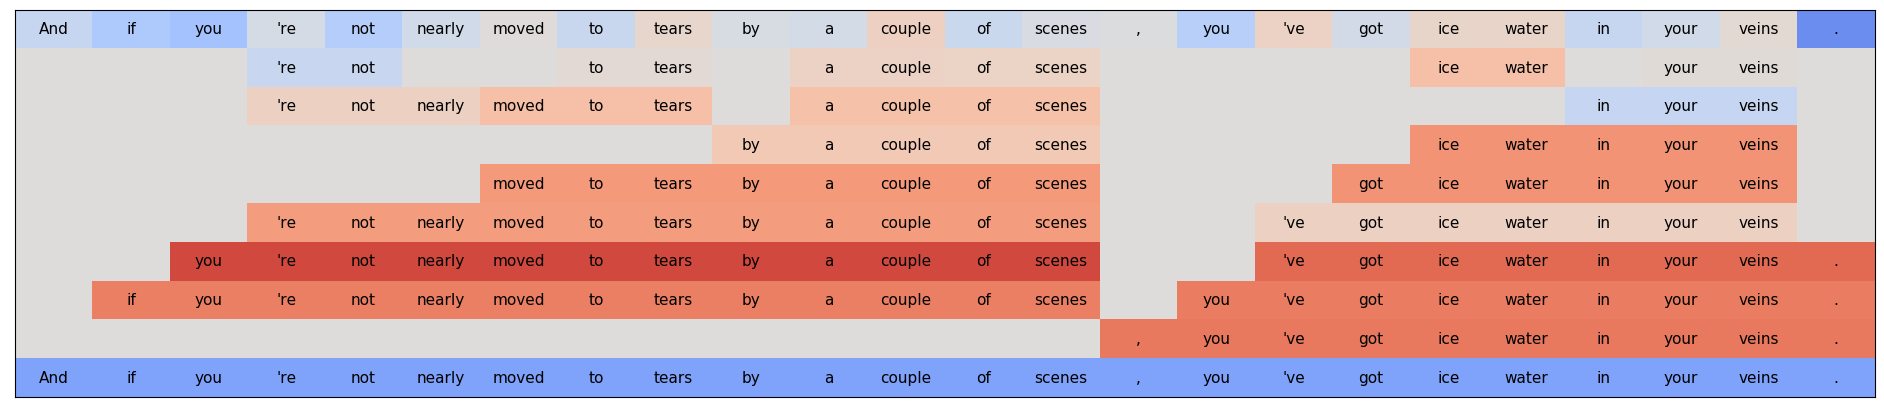 And if you 're not nearly moved to tears by a couple of scenes , you 've got ice water in your veins .
're not to tears a couple of scenes ice water your veins
're not nearly moved to tears a couple of scenes in your veins
by a couple of scenes ice water in your veins
moved to tears by a couple of scenes got ice water in your veins
're not nearly moved to tears by a couple of scenes 've got ice water in your veins
you 're not nearly moved to tears by a couple of scenes 've got ice water in your veins .
if you 're not nearly moved to tears by a couple of scenes you 've got ice water in your veins .
, you 've got ice water in your veins .
And if you 're not nearly moved to tears by a couple of scenes , you 've got ice water in your veins .